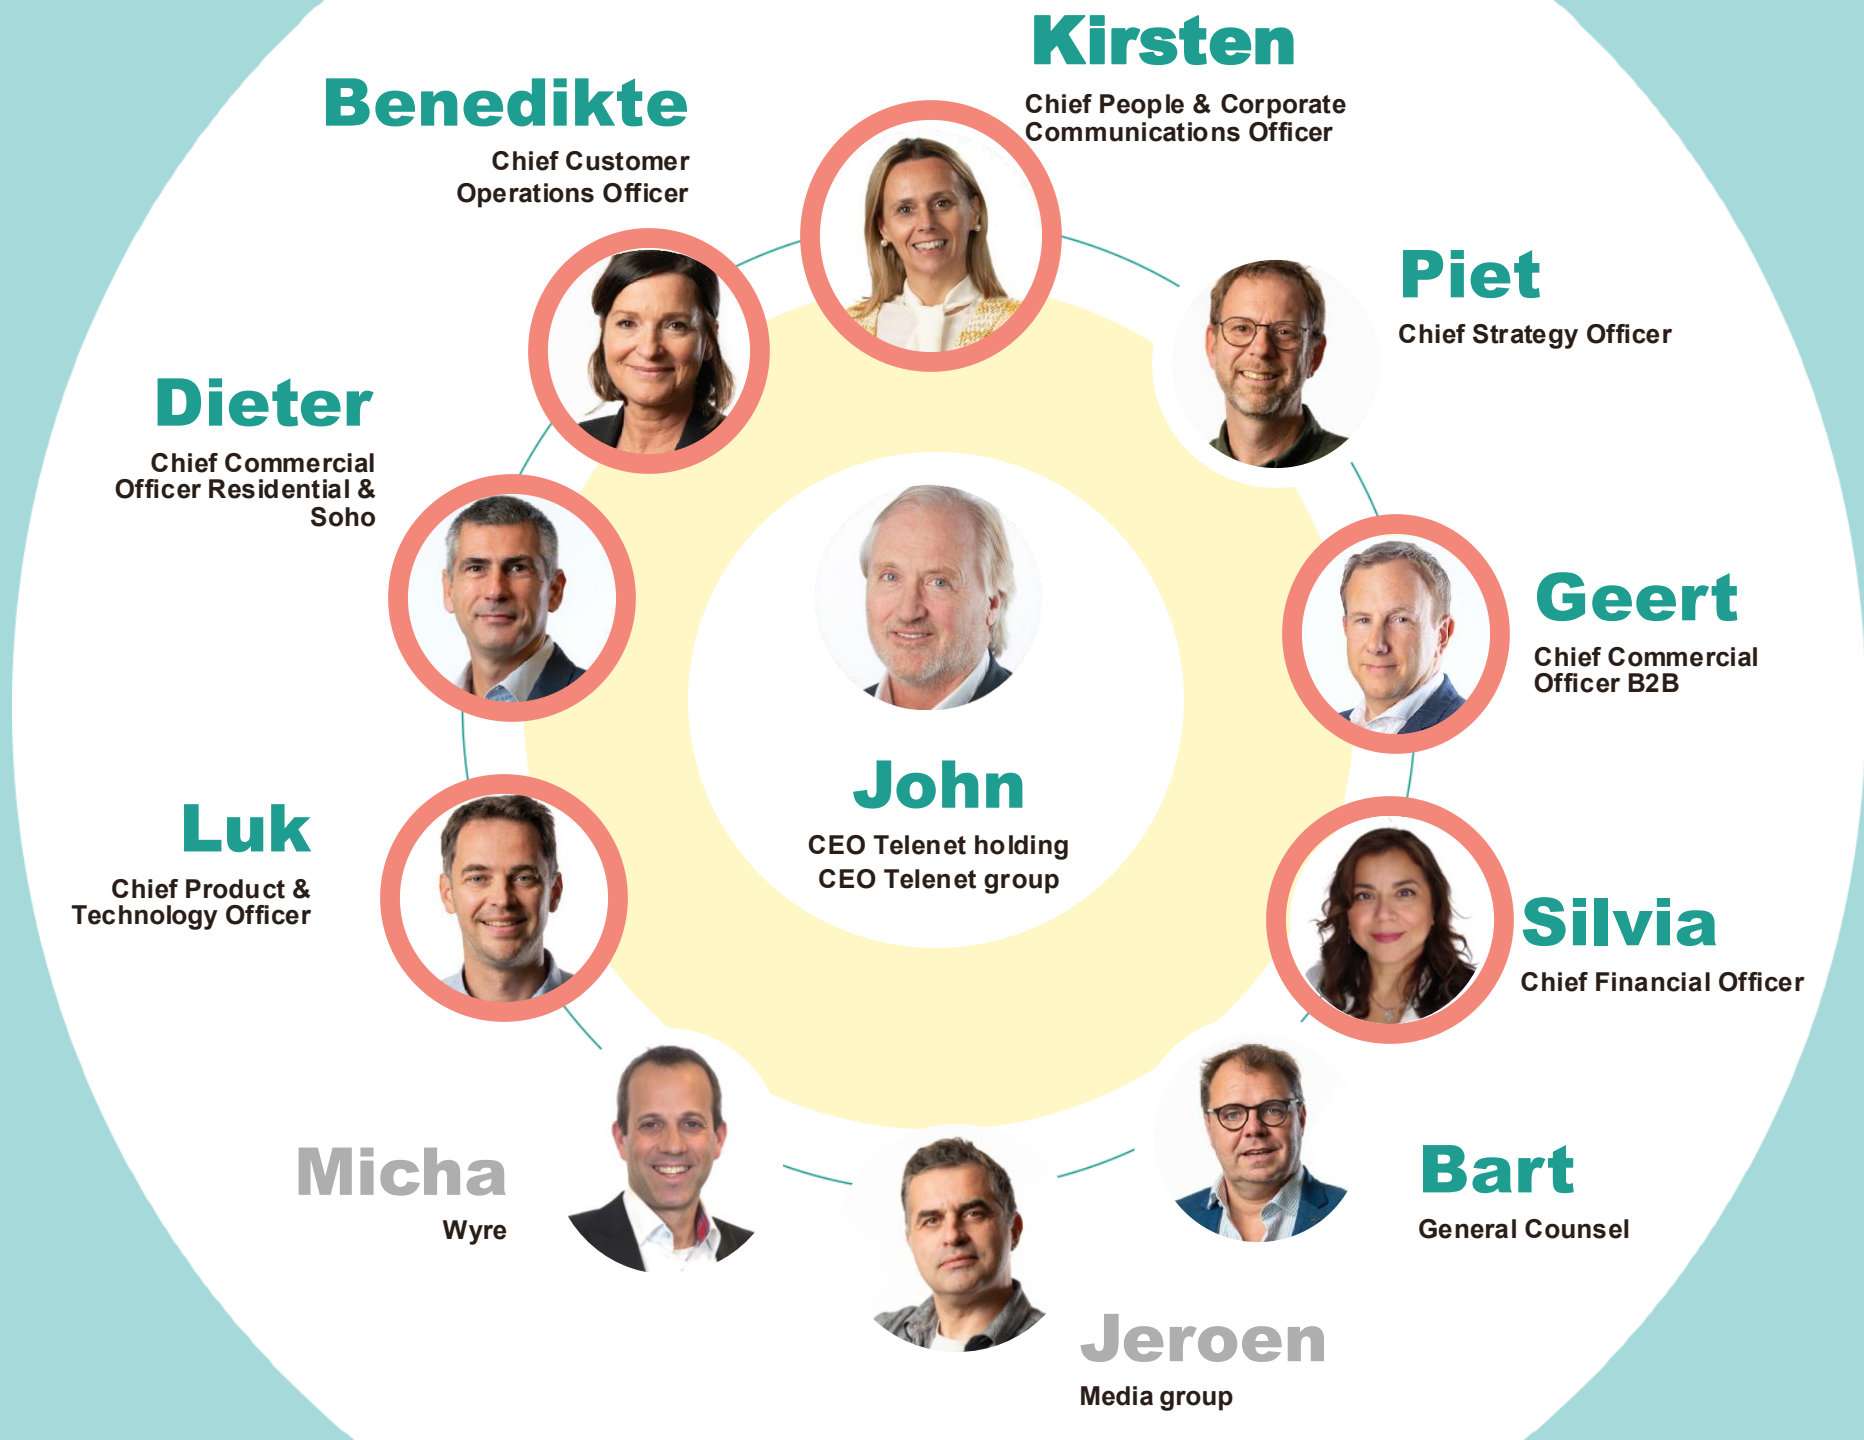 Kirsten
Chief People & Corporate
Communications Officer
Benedikte
Chief Customer
Operations Officer
Piet
Chief Strategy Officer
Dieter
Chief Commercial
Officer Residential &
Soho
Geert
Chief Commercial
Officer B2B
John
CEO Telenet holding
CEO Telenet group
Luk
Chief Product &
Technology Officer
Silvia
Chief Financial Officer
Micha
Wyre
Bart
General Counsel
Jeroen
Media group